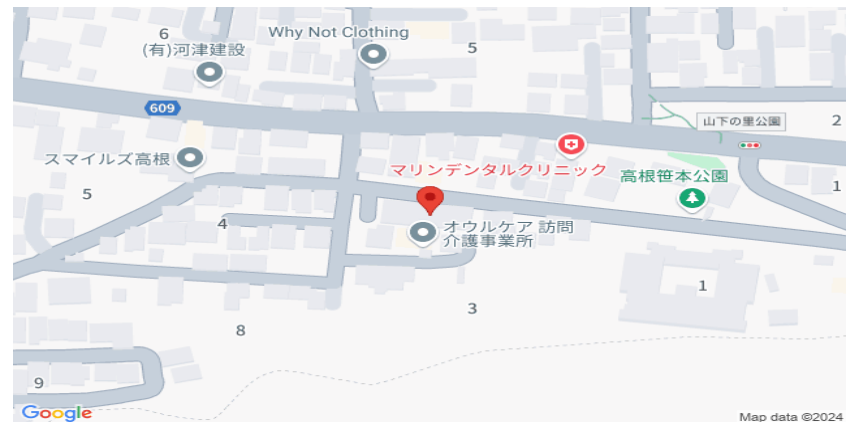 6
(有)河津建設
Why Not Clothing
5
609
山下の里公園
2
スマイルズ高根
マリンデンタルクリニック
高根笹本公園
1
5
4
オウルケア 訪問
介護事業所
1
3
8
9
Google
Map data ©2024